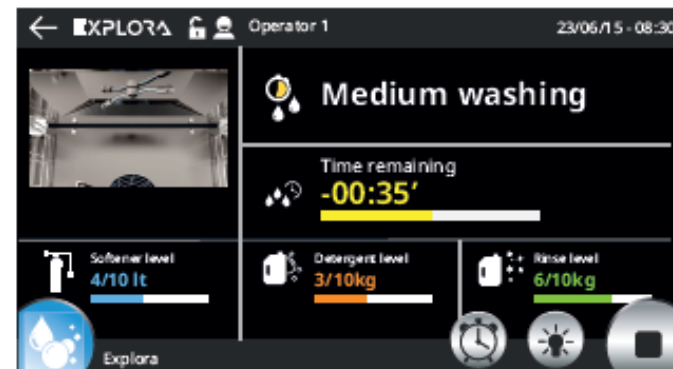 EXPLORA Operator 1 23/06/15 - 08:30
Medium washing
Time remaining
-00:35'
Softener level
4/10 lt
Detergent level
3/10kg
Rinse level
6/10kg
Explora